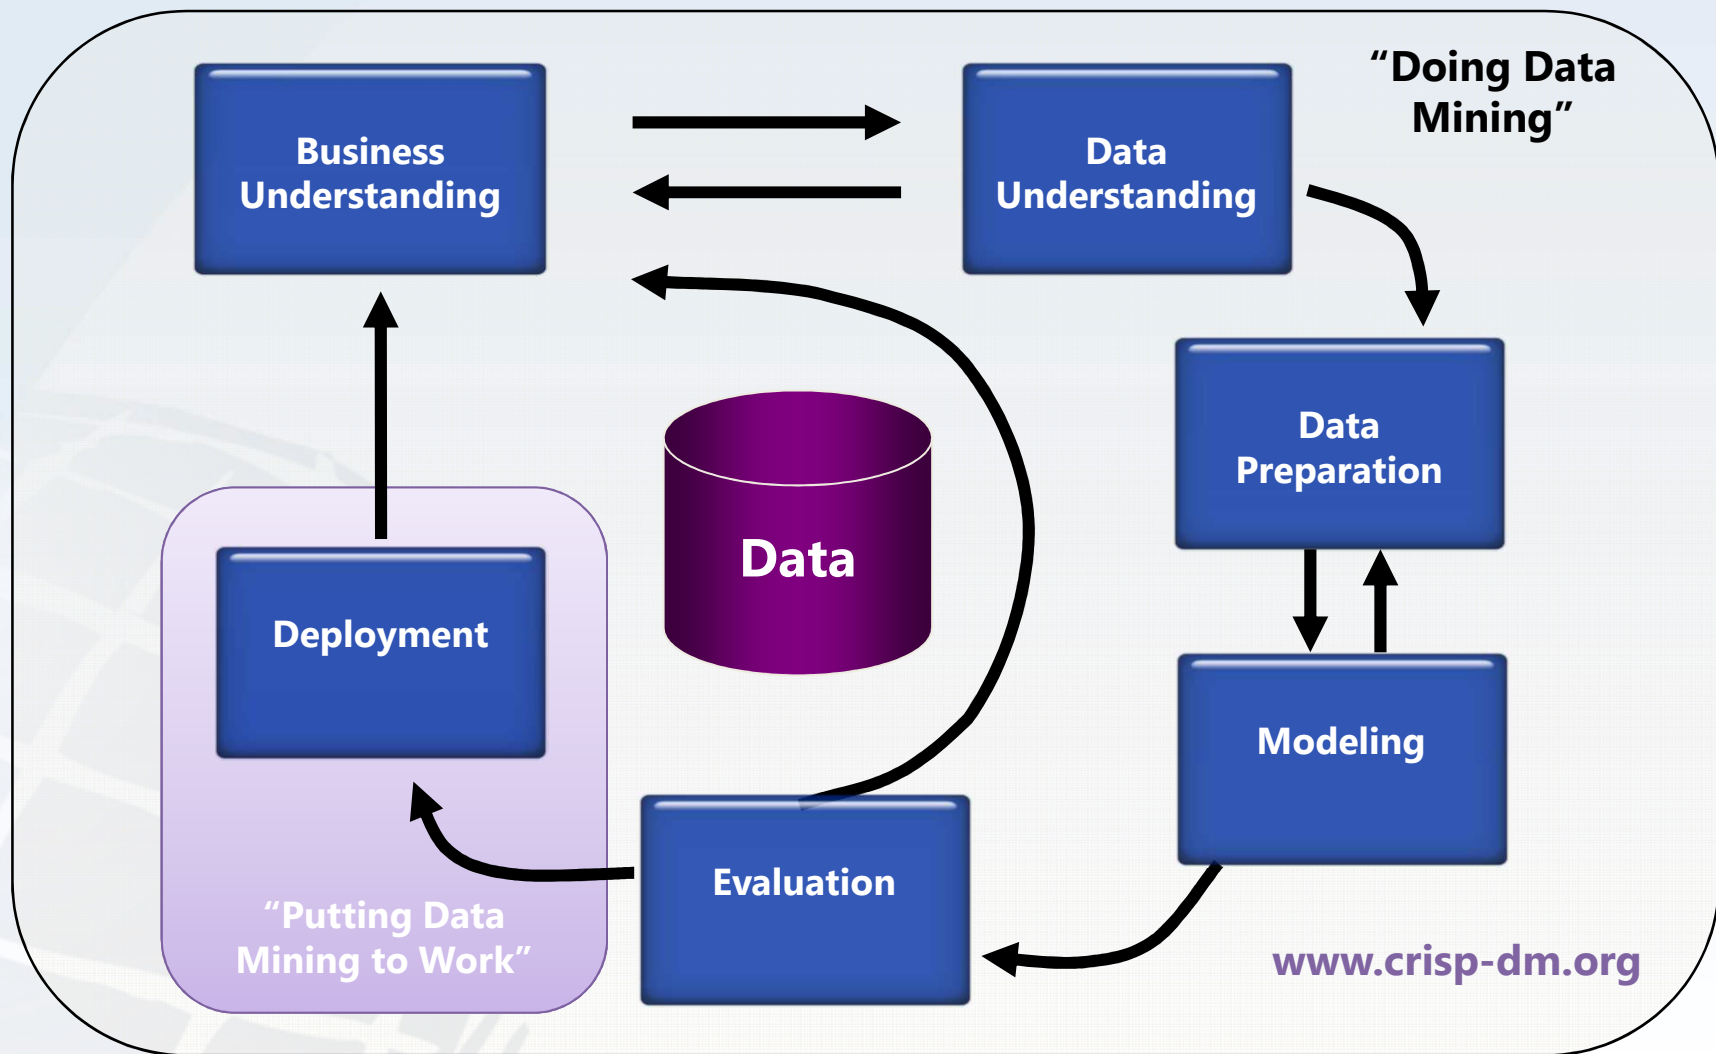 “Doing Data
Mining”
Business
Understanding
Data
Understanding
Data
Preparation
Data
Deployment
Modeling
Evaluation
“Putting Data
Mining to Work”
www.crisp-dm.org